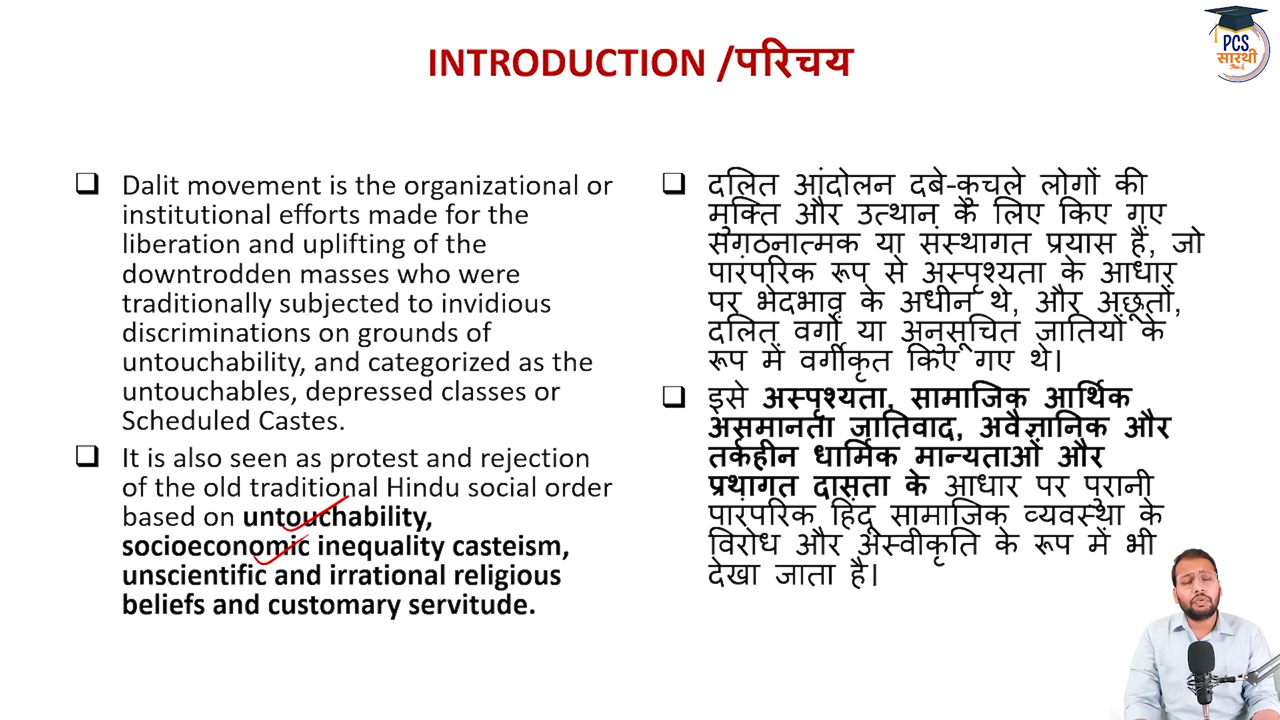 INTRODUCTION /परिचय
PCS
सारथी
❑ Dalit movement is the organizational or
institutional efforts made for the
liberation and uplifting of the
downtrodden masses who were
traditionally subjected to invidious
discriminations on grounds of
untouchability, and categorized as the
untouchables, depressed classes or
Scheduled Castes.
❑ It is also seen as protest and rejection
of the old traditional Hindu social order
based on untouchability,
socioeconomic inequality casteism,
unscientific and irrational religious
beliefs and customary servitude.
❑ दलित आंदोलन दबे-कुचले लोगों की
मुक्ति और उत्थान के लिए किए गए
संगठनात्मक या संस्थागत प्रयास हैं, जो
पारंपरिक रूप से अस्पृश्यता के आधार
पर भेदभाव के अधीन थे, और अछूतों,
दलित वर्गों या अनुसूचित जातियों के
रूप में वर्गीकृत किए गए थे।
❑ इसे अस्पृश्यता, सामाजिक आर्थिक
असमानता जातिवाद, अवैज्ञानिक और
तर्कहीन धार्मिक मान्यताओं और
प्रथागत दासता के आधार पर पुरानी
पारंपरिक हिंदू सामाजिक व्यवस्था के
विरोध और अस्वीकृति के रूप में भी
देखा जाता है।